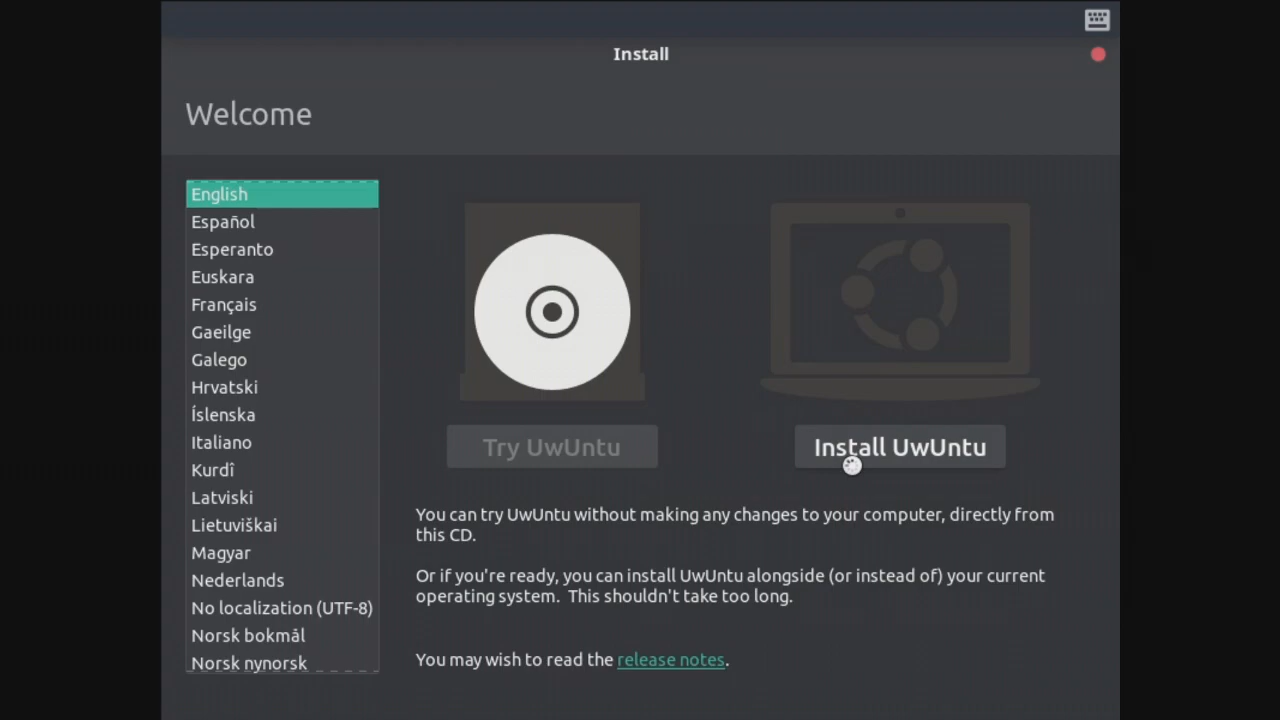 Install
Welcome
English
Español
Esperanto
Euskara
Français
Gaeilge
Galego
Hrvatski
Íslenska
Italiano
Kurdî
Latviski
Lietuviškai
Magyar
Nederlands
No localization (UTF-8)
Norsk bokmål
Norsk nynorsk
Try UwUntu
Install UwUntu
You can try UwUntu without making any changes to your computer, directly from
this CD.
Or if you're ready, you can install UwUntu alongside (or instead of) your current
operating system.  This shouldn't take too long.
You may wish to read the release notes.